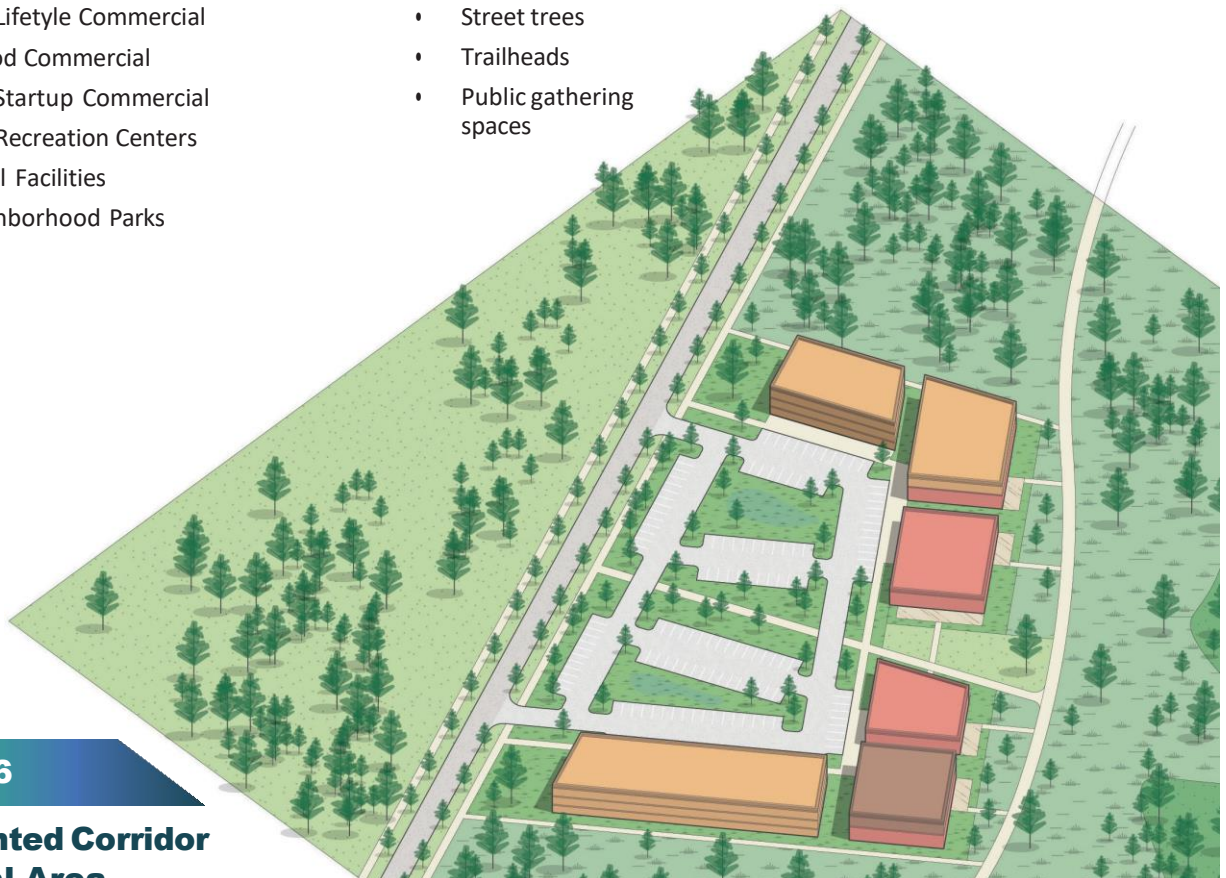 Lifetyle Commercial
od Commercial
Startup Commercial
Recreation Centers
l Facilities
nborhood Parks
• Street trees
• Trailheads
• Public gathering
spaces
6
nted Corridor